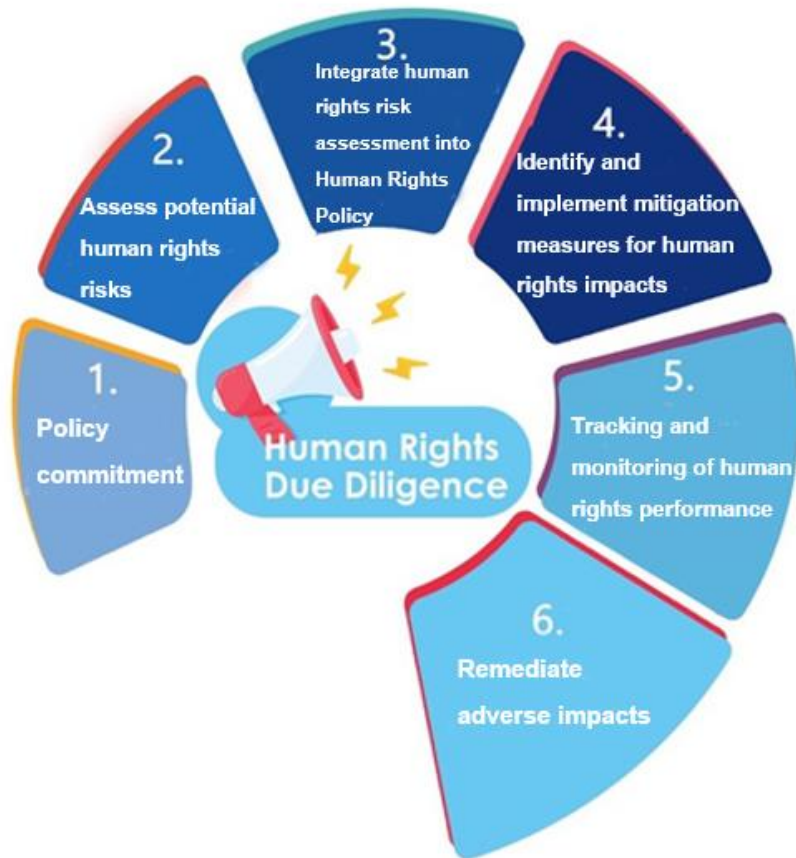 1.
Policy
commitment
2.
Assess potential
human rights
risks
3.
Integrate human
rights risk
assessment into
Human Rights
Policy
4.
Identify and
implement mitigation
measures for human
rights impacts
5.
Tracking and
monitoring of human
rights performance
6.
Remediate
adverse impacts
Human Rights
Due Diligence